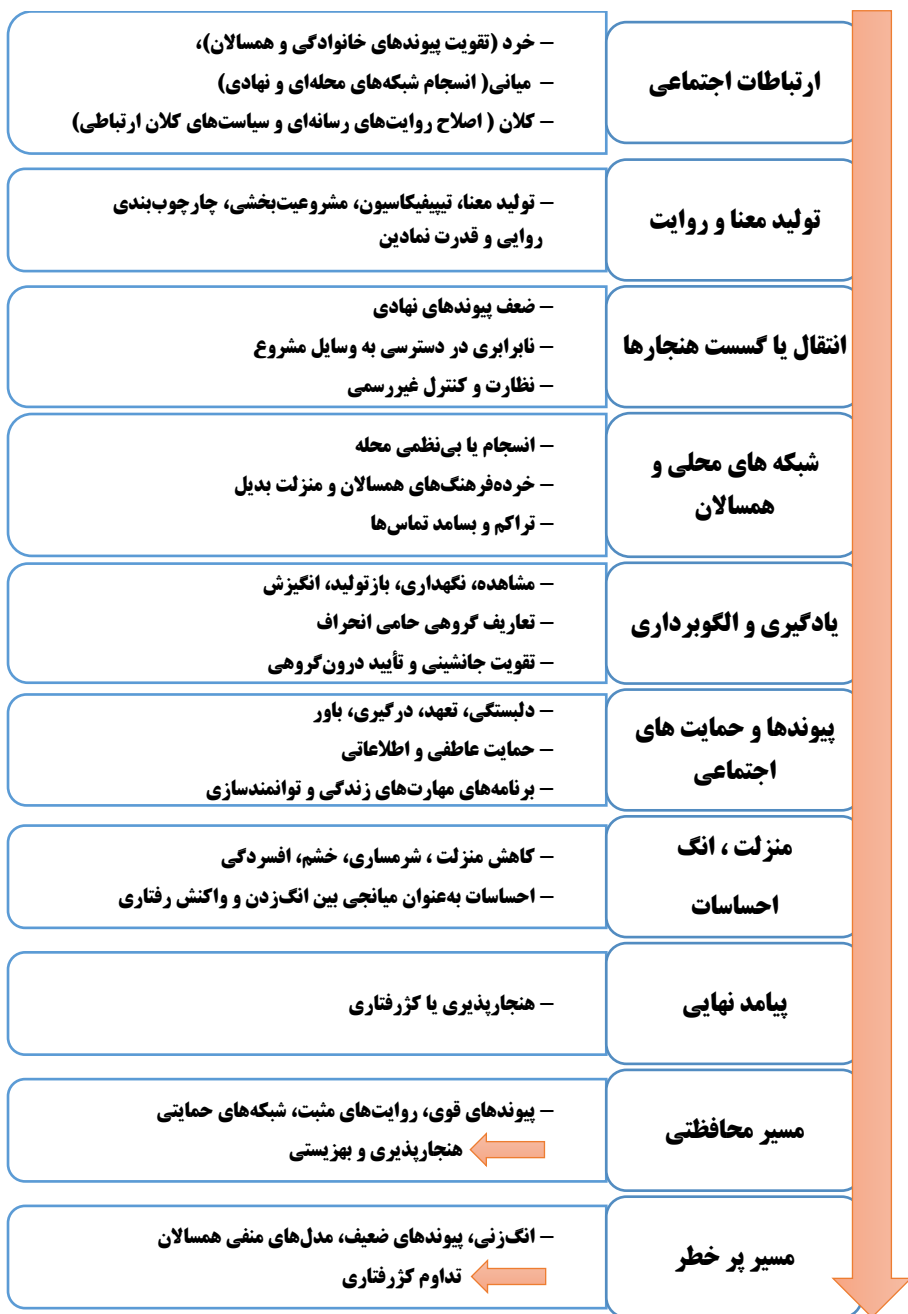 ارتباطات اجتماعی
– خرد (تقویت پیوندهای خانوادگی و همسالان)،
– میانی( انسجام شبکه‌های محله‌ای و نهادی)
– کلان ( اصلاح روایت‌های رسانه‌ای و سیاست‌های کلان ارتباطی)
تولید معنا و روایت
– تولید معنا، تیپیفیکاسیون، مشروعیت‌بخشی، چارچوب‌بندی
روایی و قدرت نمادین
انتقال یا گسست هنجارها
– ضعف پیوندهای نهادی
– نابرابری در دسترسی به وسایل مشروع
– نظارت و کنترل غیررسمی
شبکه های محلی و
همسالان
– انسجام یا بی‌نظمی محله
– خرده‌فرهنگ‌های همسالان و منزلت بدیل
– تراکم و بسامد تماس‌ها
یادگیری و الگوبرداری
– مشاهده، نگهداری، بازتولید، انگیزش
– تعاریف گروهی حامی انحراف
– تقویت جانشینی و تأیید درون‌گروهی
پیوندها و حمایت های
اجتماعی
– دلبستگی، تعهد، درگیری، باور
– حمایت عاطفی و اطلاعاتی
– برنامه‌های مهارت‌های زندگی و توانمندسازی
منزلت ، انگ
احساسات
– کاهش منزلت ، شرمساری، خشم، افسردگی
– احساسات به‌عنوان میانجی بین انگ‌زدن و واکنش رفتاری
پیامد نهایی
– هنجارپذیری یا کژرفتاری
مسیر محافظتی
– پیوندهای قوی، روایت‌های مثبت، شبکه‌های حمایتی
هنجارپذیری و بهزیستی
مسیر پر خطر
– انگ‌زنی، پیوندهای ضعیف، مدل‌های منفی همسالان
تداوم کژرفتاری